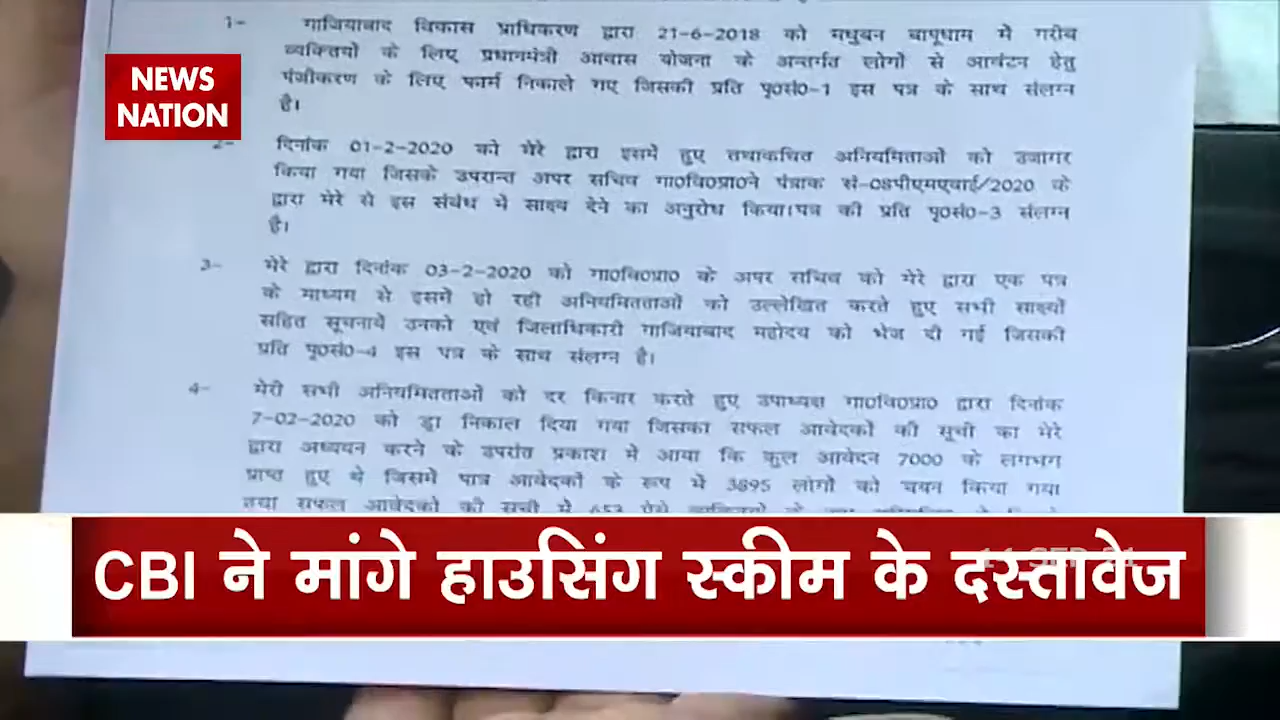 1- गाजियाबाद विकास प्राधिकरण द्वारा 21-6-2018 को मधुबन बापूधाम में गरीब
व्यक्तियों के लिए प्रधानमंत्री आवास योजना के अन्तर्गत लोगों से आवंटन हेतु
पंजीकरण के लिए फार्म निकाले गए जिसकी प्रति पृ0सं0-1 इस पत्र के साथ संलग्न
है।
NEWS
NATION
2- दिनांक 01-2-2020 को मेरे द्वारा इसमें हुए तथाकथित अनियमिताओं को उजागर
किया गया जिसके उपरान्त अपर सचिव गा0वि0प्रा0ने पंत्राक सं-08पीएमएवाई/2020 के
द्वारा मेरे से इस संबंध में साक्ष्य देने का अनुरोध किया।पत्र की प्रति पृ0सं0-3 संलग्न
है।
3- मेरे द्वारा दिनांक 03-2-2020 को गा0वि0प्रा0 के अपर सचिव को मेरे द्वारा एक पत्र
के माध्यम से इसमें हो रही अनियमितताओं को उल्लेखित करते हुए सभी साक्ष्यों
सहित सूचनायें उनको एवं जिलाधिकारी गाजियाबाद महोदय को भेज दी गई जिसकी
प्रति पृ0सं0-4 इस पत्र के साथ संलग्न है।
4- मेरी सभी अनियमितताओं को दर किनार करते हुए उपाध्यक्ष गा0वि0प्रा0 द्वारा दिनांक
7-02-2020 को ड्रा निकाल दिया गया जिसका सफल आवेदकों की सूची का मेरे
द्वारा अध्ययन करने के उपरांत प्रकाश में आया कि कुल आवेदन 7000 के लगभग
प्राप्त हुए थे जिसमें पात्र आवेदकों के रूप में 3895 लोगों को चयन किया गया
तथा सफल आवेदकों की सूची में 653 ऐसे
CBI ने मांगे हाउसिंग स्कीम के दस्तावेज